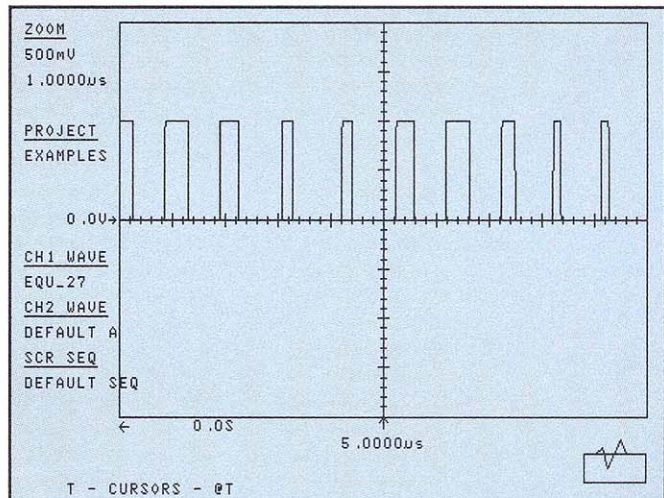 ZOOM
500mV
1.0000µs
PROJECT
EXAMPLES
0.0V→
CH1 WAVE
EQU_27
CH2 WAVE
DEFAULT A
SCR SEQ
DEFAULT SEQ
← 0.0S ↑
5.0000µs
T - CURSORS - @T